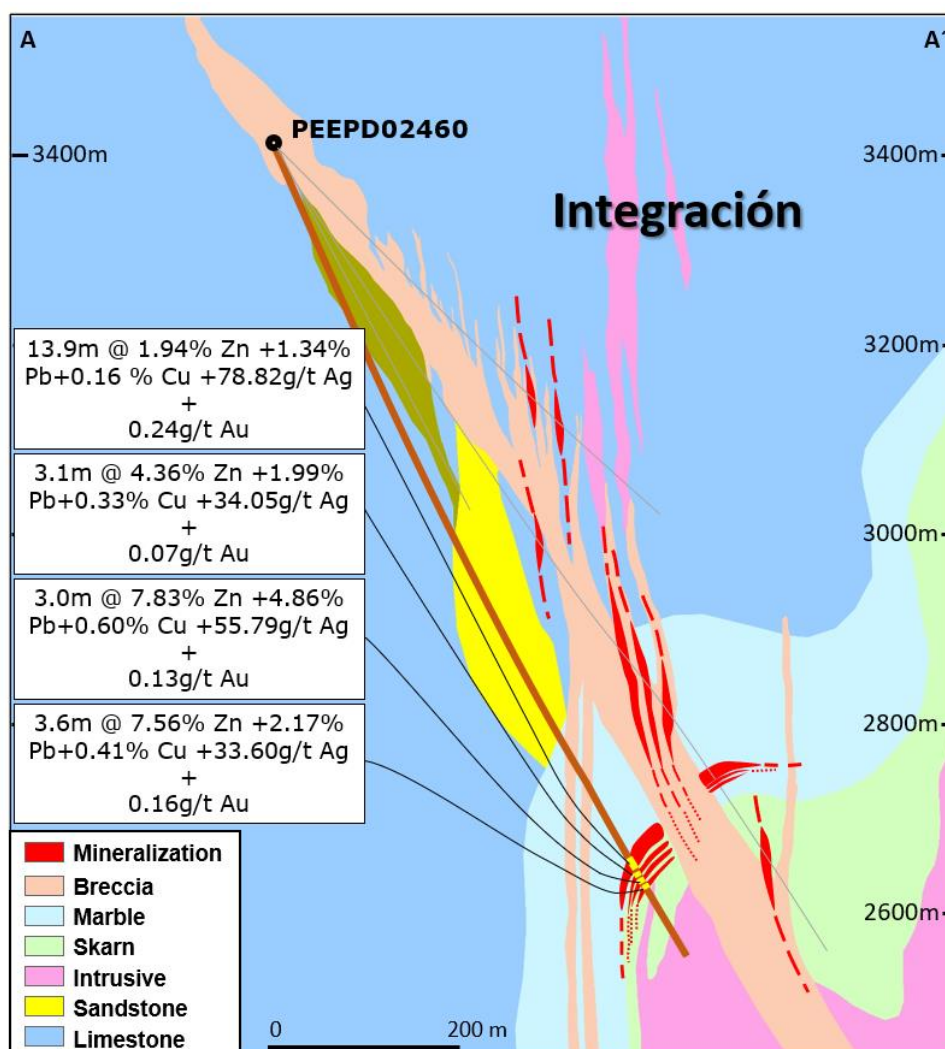 A
A'
PEEPD02460
3400m
3400m
Integración
3200m
13.9m @ 1.94% Zn +1.34%
Pb+0.16 % Cu +78.82g/t Ag
+
0.24g/t Au
3.1m @ 4.36% Zn +1.99%
Pb+0.33% Cu +34.05g/t Ag
+
0.07g/t Au
3000m
3.0m @ 7.83% Zn +4.86%
Pb+0.60% Cu +55.79g/t Ag
+
0.13g/t Au
3.6m @ 7.56% Zn +2.17%
Pb+0.41% Cu +33.60g/t Ag
+
0.16g/t Au
2800m
2600m
Mineralization
Breccia
Marble
Skarn
Intrusive
Sandstone
Limestone
0
200 m